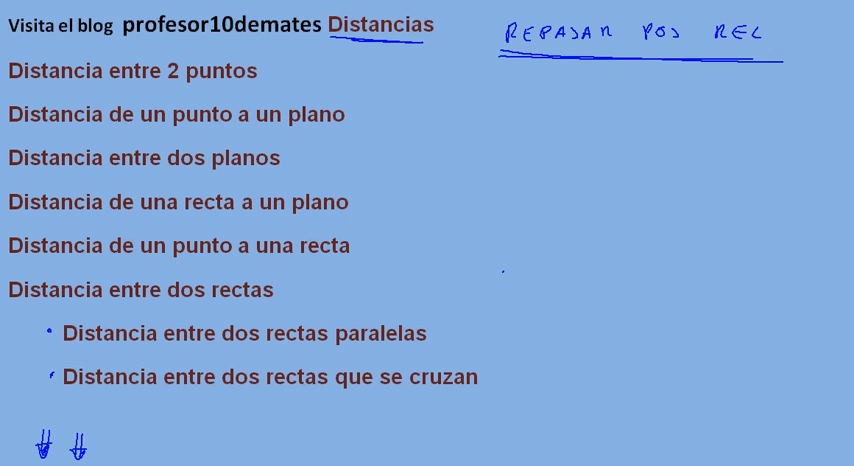 Visita el blog profesor10demates Distancias
REPASAR POS REL
Distancia entre 2 puntos
Distancia de un punto a un plano
Distancia entre dos planos
Distancia de una recta a un plano
Distancia de un punto a una recta
Distancia entre dos rectas
Distancia entre dos rectas paralelas
Distancia entre dos rectas que se cruzan